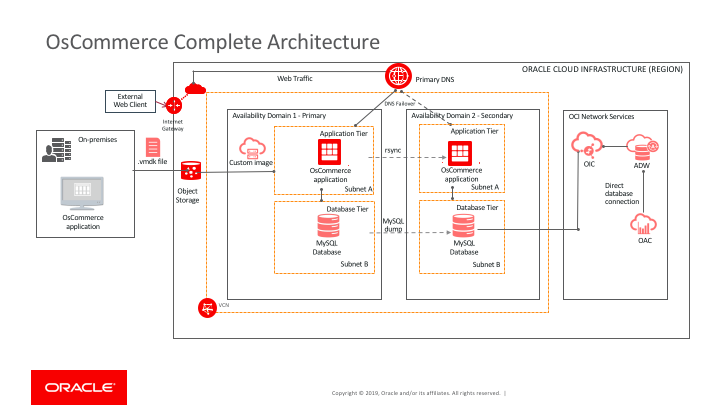 OsCommerce Complete Architecture
ORACLE CLOUD INFRASTRUCTURE (REGION)
Web Traffic
Primary DNS
External
Web Client
Internet
Gateway
DNS Failover
Availability Domain 1 - Primary
Availability Domain 2 - Secondary
OCI Network Services
On-premises
.vmdk file
Custom image
Application Tier
OsCommerce
application
Subnet A
rsync
Application Tier
OsCommerce
application
Subnet A
OIC
ADW
Object
Storage
OsCommerce
application
Database Tier
MySQL
Database
Subnet B
MySQL
dump
Database Tier
MySQL
Database
Subnet B
Direct
database
connection
OAC
VCN
ORACLE
Copyright © 2019, Oracle and/or its affiliates. All rights reserved. |